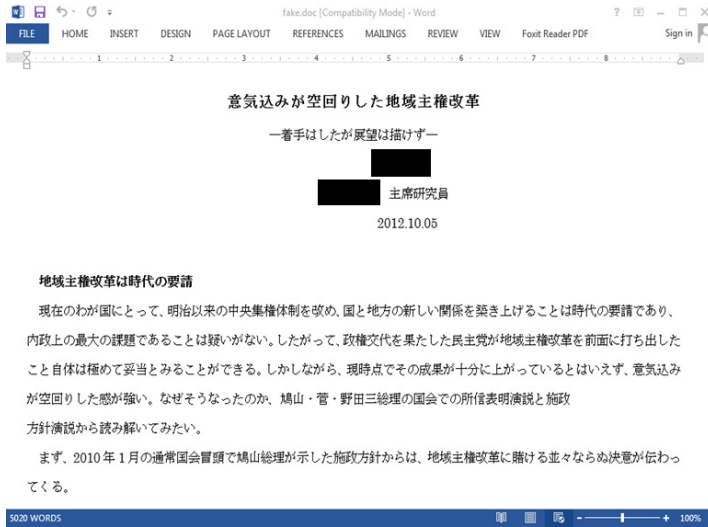 fake.doc [Compatibility Mode] - Word
FILE HOME INSERT DESIGN PAGE LAYOUT REFERENCES MAILINGS REVIEW VIEW Foxit Reader PDF Sign in
1 2 3 4 5 6 7 8
意気込みが空回りした地域主権改革
―着手はしたが展望は描けず―
主席研究員
2012.10.05
地域主権改革は時代の要請
現在のわが国にとって、明治以来の中央集権体制を改め、国と地方の新しい関係を築き上げることは時代の要請であり、
内政上の最大の課題であることは疑いがない。したがって、政権交代を果たした民主党が地域主権改革を前面に打ち出した
こと自体は極めて妥当とみることができる。しかしながら、現時点でその成果が十分に上がっているとはいえず、意気込み
が空回りした感が強い。なぜそうなったのか、鳩山・菅・野田三総理の国会での所信表明演説と施政
方針演説から読み解いてみたい。
まず、2010 年 1 月の通常国会冒頭で鳩山総理が示した施政方針からは、地域主権改革に賭ける並々ならぬ決意が伝わっ
てくる。
5020 WORDS 100%